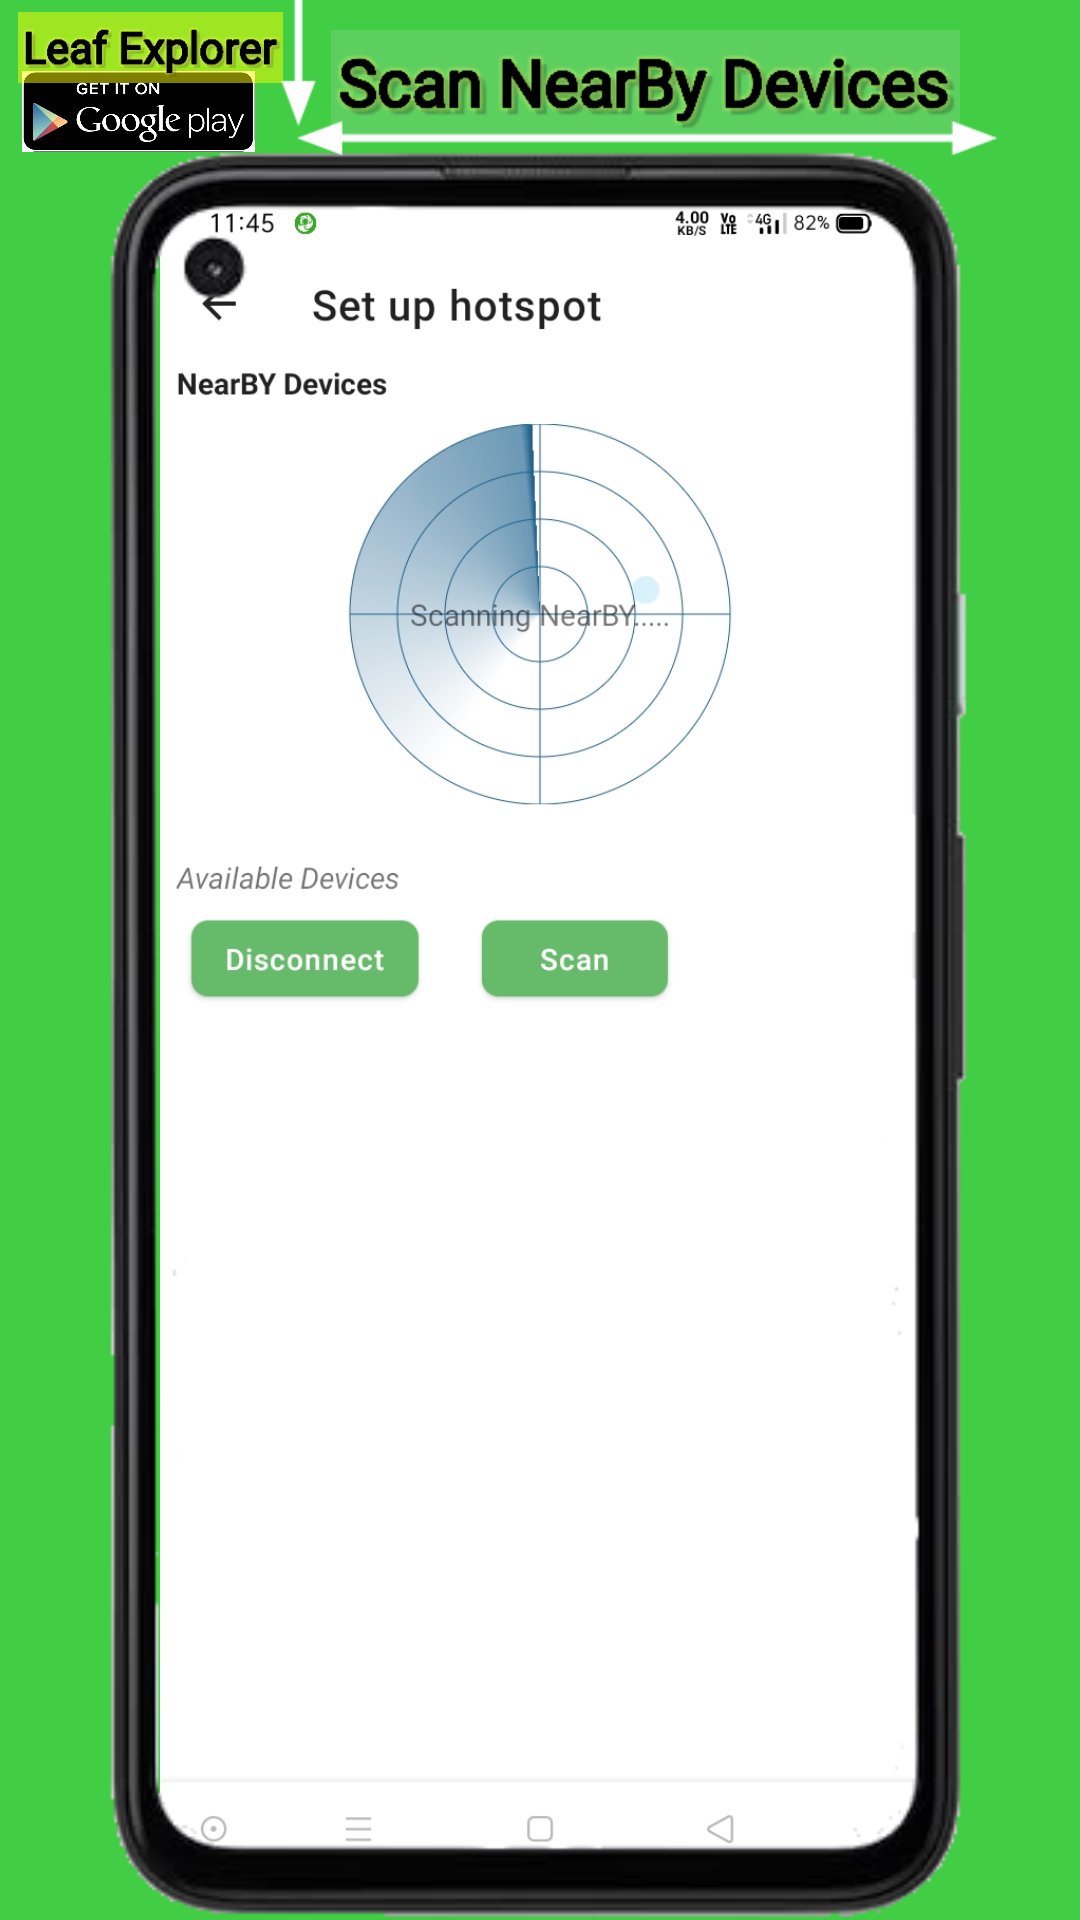 Leaf Explorer
GET IT ON
Google play
Scan NearBy Devices
11:45
4.00
KB/S
Vo
LTE
4G
82%
Set up hotspot
NearBY Devices
Scanning NearBY.....
Available Devices
Disconnect
Scan